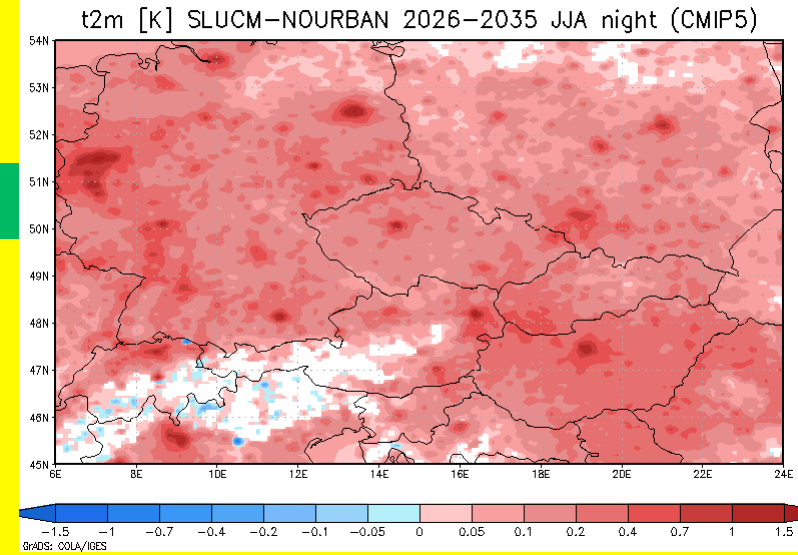 t2m [K] SLUCM−NOURBAN 2026−2035 JJA night (CMIP5)
54N
53N
52N
51N
50N
49N
48N
47N
46N
45N
6E 8E 10E 12E 14E 16E 18E 20E 22E 24E
−1.5 −1 −0.7 −0.4 −0.2 −0.1 −0.05 0 0.05 0.1 0.2 0.4 0.7 1 1.5
GrADS: COLA/IGES